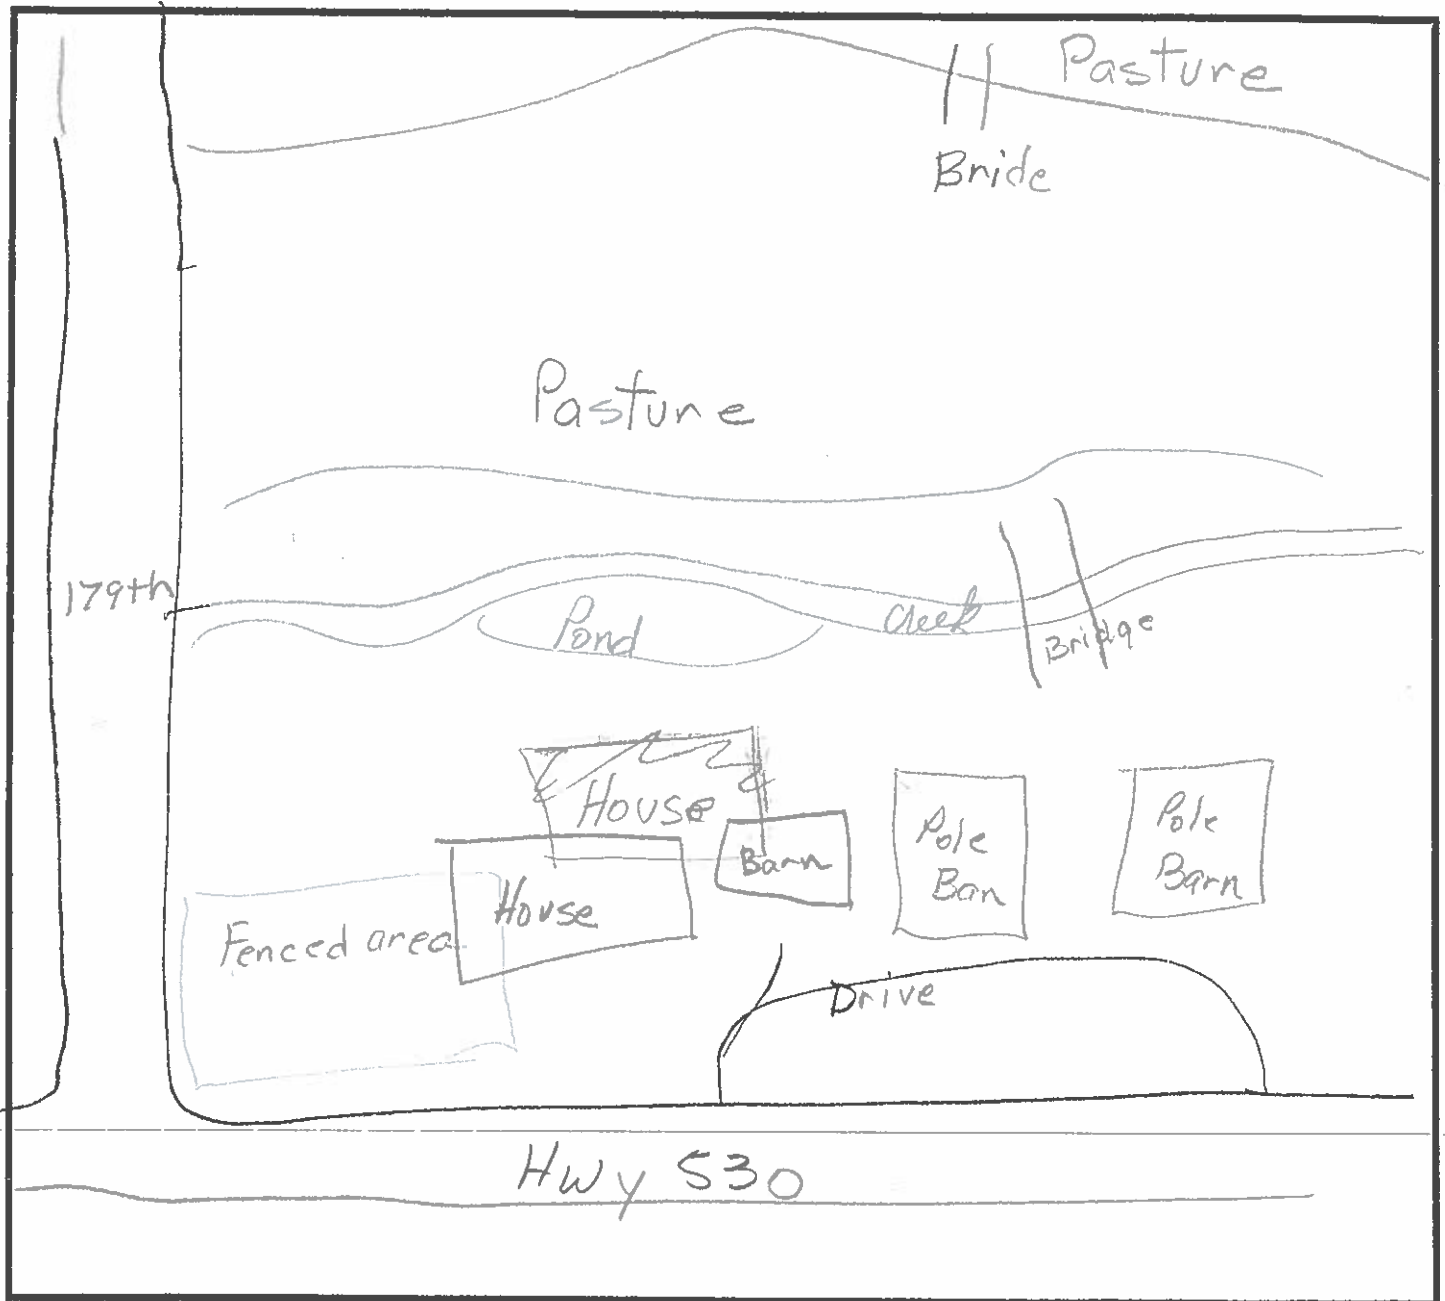 Pasture
Bride
Pasture
179th
Pond
Creek
Bridge
House
Barn
Pole
Ban
Pole
Barn
House
Fenced area
Drive
Hwy 530